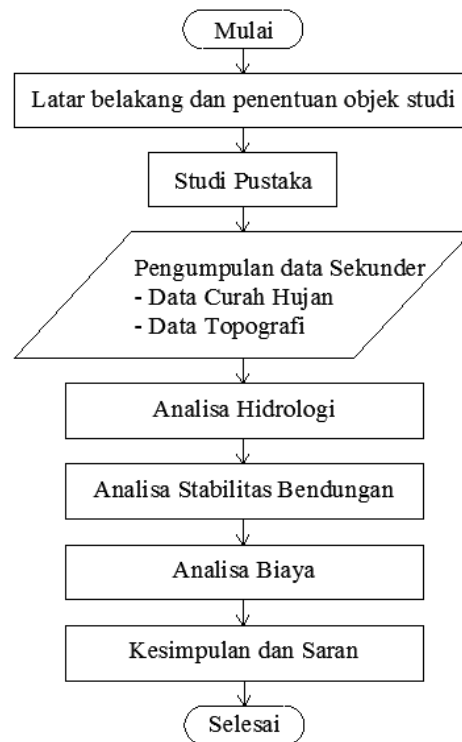 Mulai
Latar belakang dan penentuan objek studi
Studi Pustaka
Pengumpulan data Sekunder
- Data Curah Hujan
- Data Topografi
Analisa Hidrologi
Analisa Stabilitas Bendungan
Analisa Biaya
Kesimpulan dan Saran
Selesai